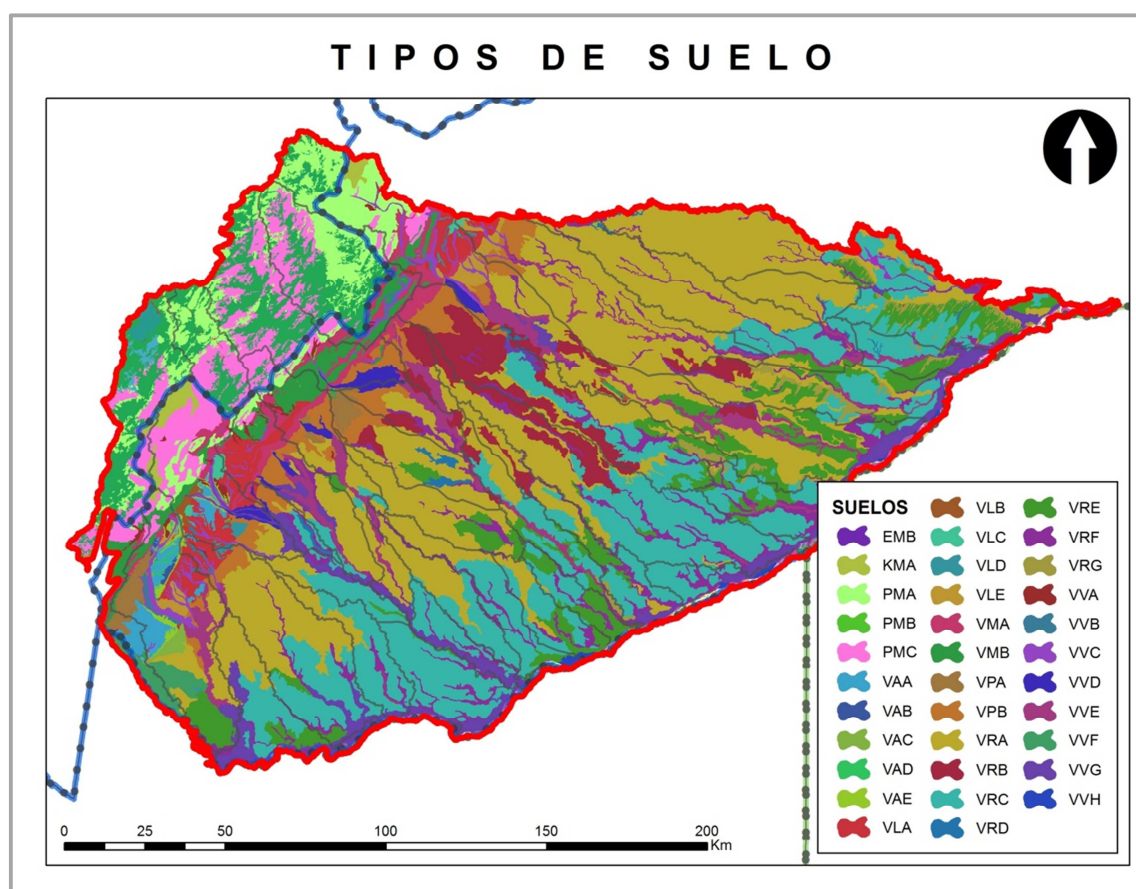 TIPOS DE SUELO
SUELOS
EMB
KMA
PMA
PMB
PMC
VAA
VAB
VAC
VAD
VAE
VLA
VLB
VLC
VLD
VLE
VMA
VMB
VPA
VPB
VRA
VRB
VRC
VRD
VRE
VRF
VRG
VVA
VVB
VVC
VVD
VVE
VVF
VVG
VVH
0 25 50 100 150 200
Km